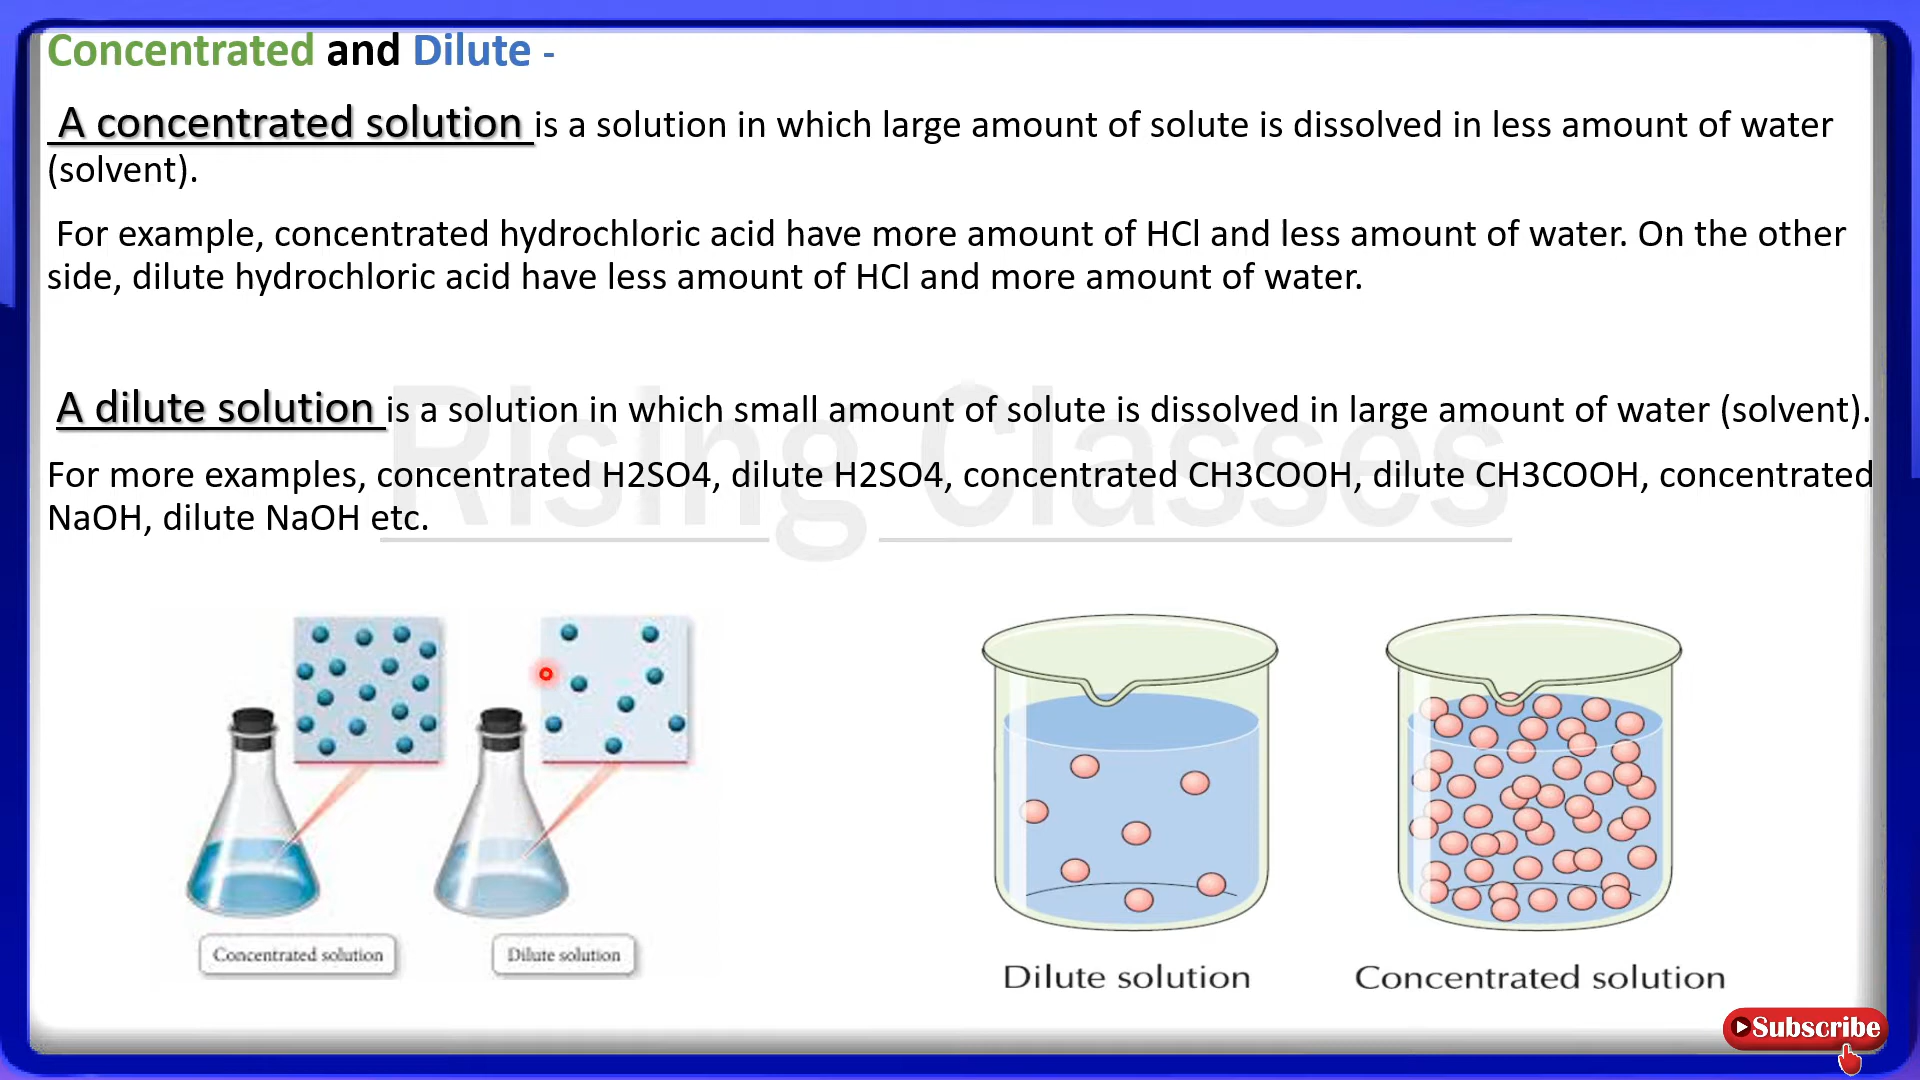 Concentrated and Dilute -
A concentrated solution is a solution in which large amount of solute is dissolved in less amount of water
(solvent).
For example, concentrated hydrochloric acid have more amount of HCl and less amount of water. On the other
side, dilute hydrochloric acid have less amount of HCl and more amount of water.
Rising Classes
A dilute solution is a solution in which small amount of solute is dissolved in large amount of water (solvent).
For more examples, concentrated H2SO4, dilute H2SO4, concentrated CH3COOH, dilute CH3COOH, concentrated
NaOH, dilute NaOH etc.
Concentrated solution
Dilute solution
Dilute solution
Concentrated solution
Subscribe